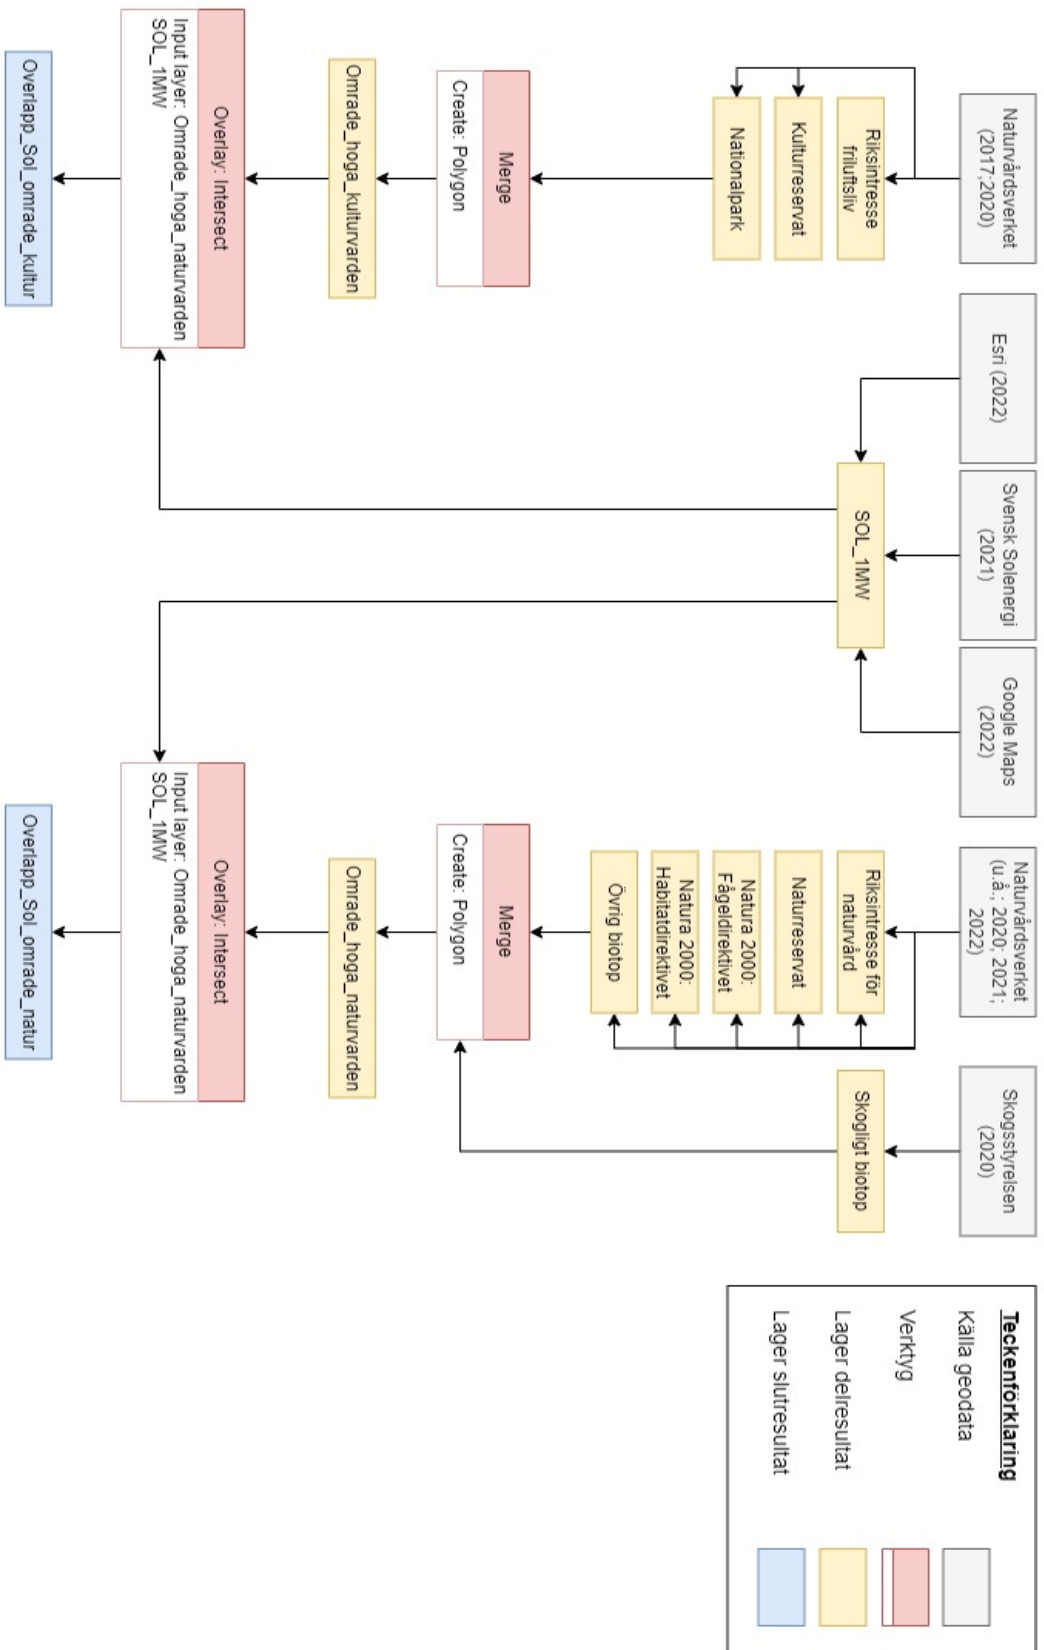 Naturvårdsverket
(2017;2020)
Esri (2022)
Svensk Solenergi
(2021)
Google Maps
(2022)
Naturvårdsverket
(u.å.; 2020; 2021;
2022)
Skogsstyrelsen
(2020)
Riksintresse
friluftsliv
Kulturreservat
Nationalpark
SOL_1MW
Riksintresse för
naturvård
Naturreservat
Natura 2000:
Fågeldirektivet
Natura 2000:
Habitatdirektivet
Övrig biotop
Skogligt biotop
Merge
Create: Polygon
Merge
Create: Polygon
Omrade_hoga_kulturvarden
Omrade_hoga_naturvarden
Overlay: Intersect
Input layer: Omrade_hoga_naturvarden
SOL_1MW
Overlay: Intersect
Input layer: Omrade_hoga_naturvarden
SOL_1MW
Overlapp_Sol_omrade_kultur
Overlapp_Sol_omrade_natur
Teckenförklaring
Källa geodata
Verktyg
Lager delresultat
Lager slutresultat